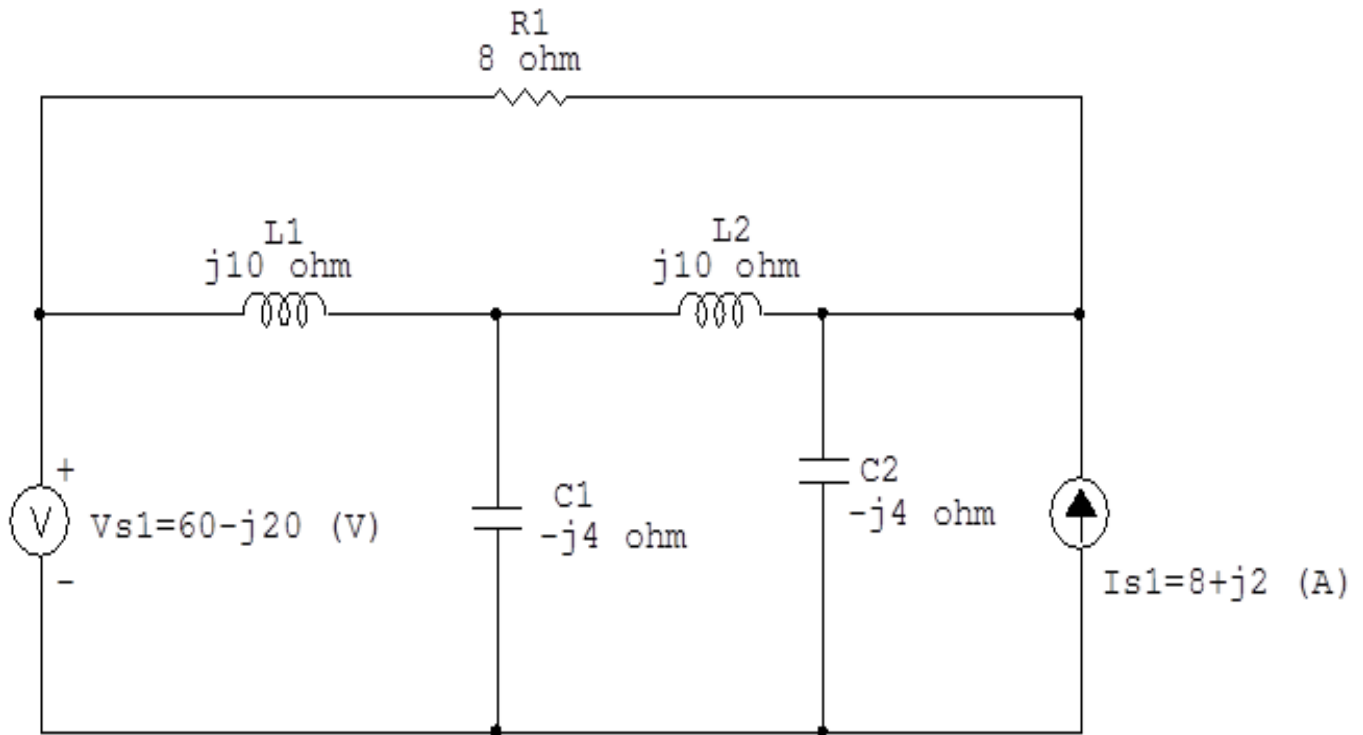 R1
8 ohm
L1
j10 ohm
L2
j10 ohm
+
V
Vs1=60-j20 (V)
-
C1
-j4 ohm
C2
-j4 ohm
Is1=8+j2 (A)